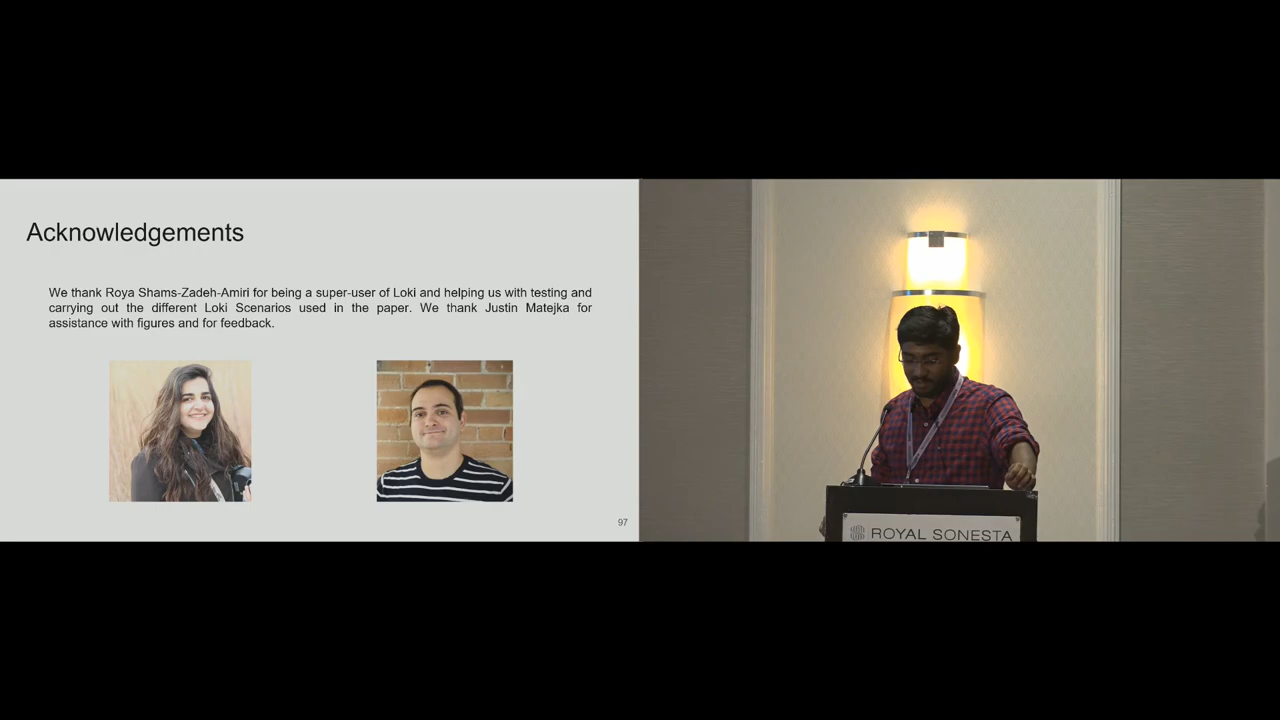 Acknowledgements
We thank Roya Shams-Zadeh-Amiri for being a super-user of Loki and helping us with testing and
carrying out the different Loki Scenarios used in the paper. We thank Justin Matejka for
assistance with figures and for feedback.
97
ROYAL SONESTA